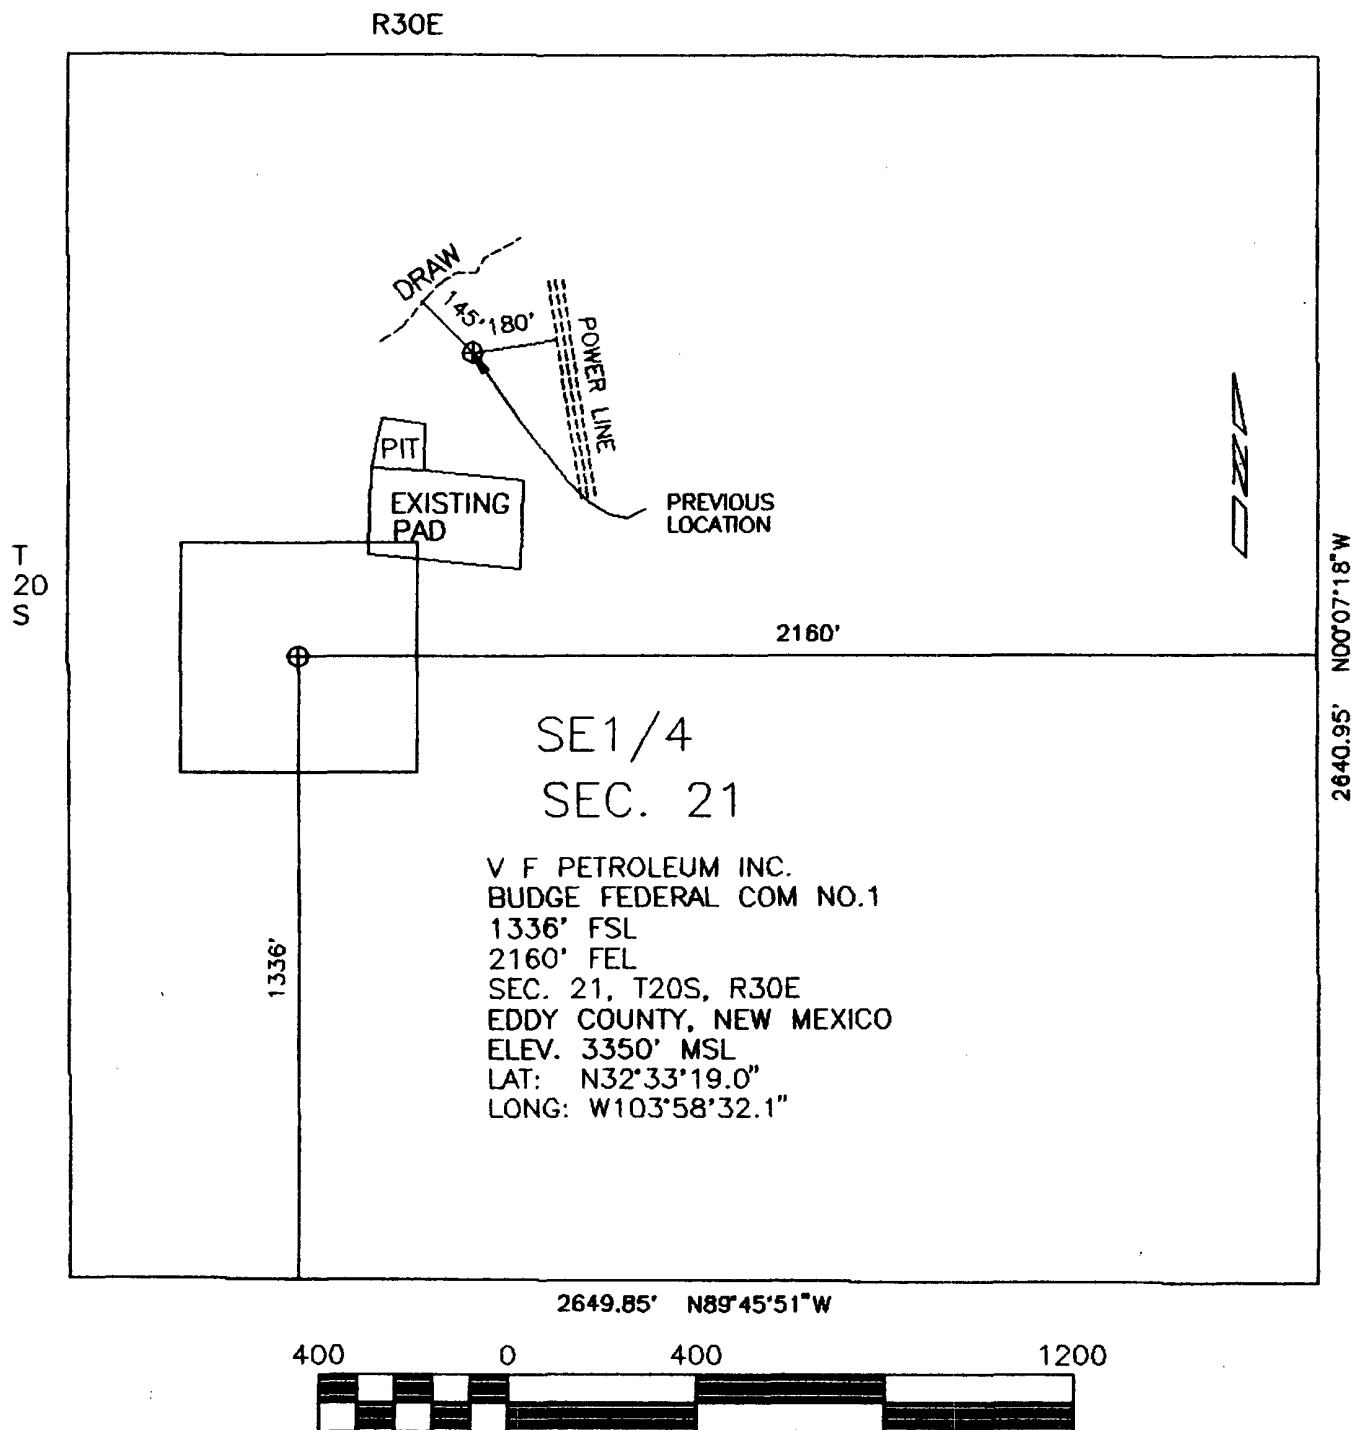 R30E
DRAW
145'
180'
POWER LINE
PIT
EXISTING
PAD
PREVIOUS
LOCATION
T
20
S
N
2160'
2640.95' N00°07'18"W
SE1/4
SEC. 21
V F PETROLEUM INC.
BUDGE FEDERAL COM NO.1
1336' FSL
2160' FEL
SEC. 21, T20S, R30E
EDDY COUNTY, NEW MEXICO
ELEV. 3350' MSL
LAT: N32°33'19.0"
LONG: W103°58'32.1"
1336'
2649.85' N89°45'51"W
400 0 400 1200